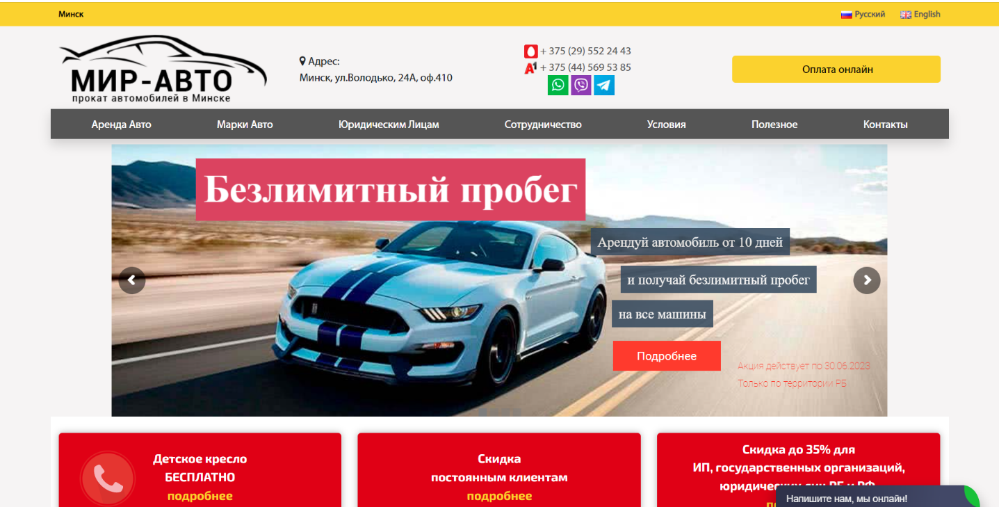 Минск
Русский
English
МИР-АВТО
прокат автомобилей в Минске
Адрес:
Минск, ул.Володько, 24А, оф.410
+ 375 (29) 552 24 43
A1 + 375 (44) 569 53 85
Оплата онлайн
Аренда Авто
Марки Авто
Юридическим Лицам
Сотрудничество
Условия
Полезное
Контакты
Безлимитный пробег
Арендуй автомобиль от 10 дней
и получай безлимитный пробег
на все машины
Подробнее
Акция действует по 30.06.2023
Только по территории РБ
Детское кресло
БЕСПЛАТНО
подробнее
Скидка
постоянным клиентам
подробнее
Скидка до 35% для
ИП, государственных организаций,
юридических лиц РБ и РФ
Напишите нам, мы онлайн!